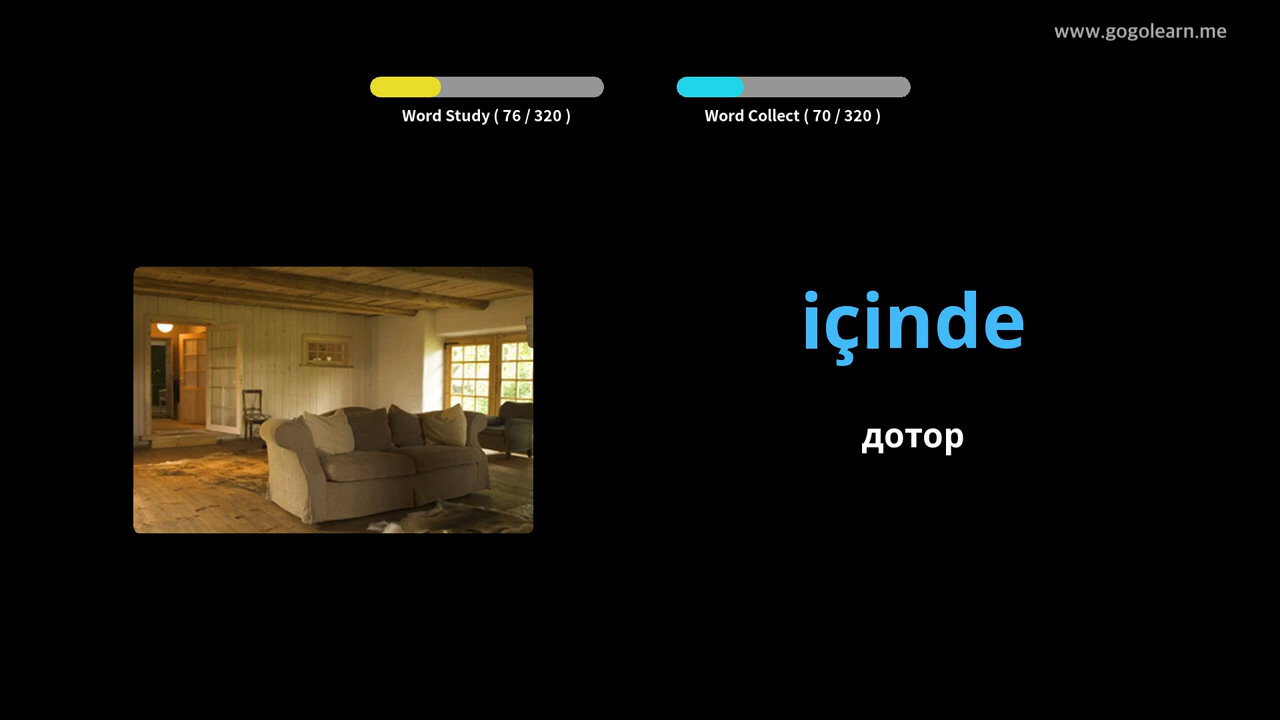 www.gogolearn.me
Word Study ( 76 / 320 )
Word Collect ( 70 / 320 )
içinde
дотор